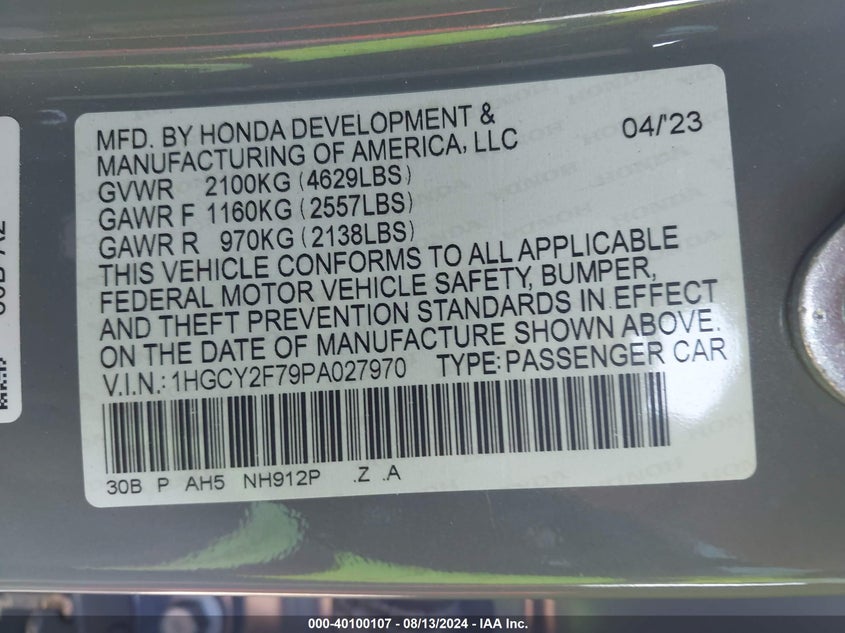 MFD. BY HONDA DEVELOPMENT &
MANUFACTURING OF AMERICA, LLC 04/'23
GVWR 2100KG (4629LBS)
GAWR F 1160KG (2557LBS)
GAWR R 970KG (2138LBS)
THIS VEHICLE CONFORMS TO ALL APPLICABLE
FEDERAL MOTOR VEHICLE SAFETY, BUMPER,
AND THEFT PREVENTION STANDARDS IN EFFECT
ON THE DATE OF MANUFACTURE SHOWN ABOVE.
V.I.N.: 1HGCY2F79PA027970 TYPE: PASSENGER CAR
30B P AH5 NH912P .Z .A
000-40100107 - 08/13/2024 - IAA Inc.